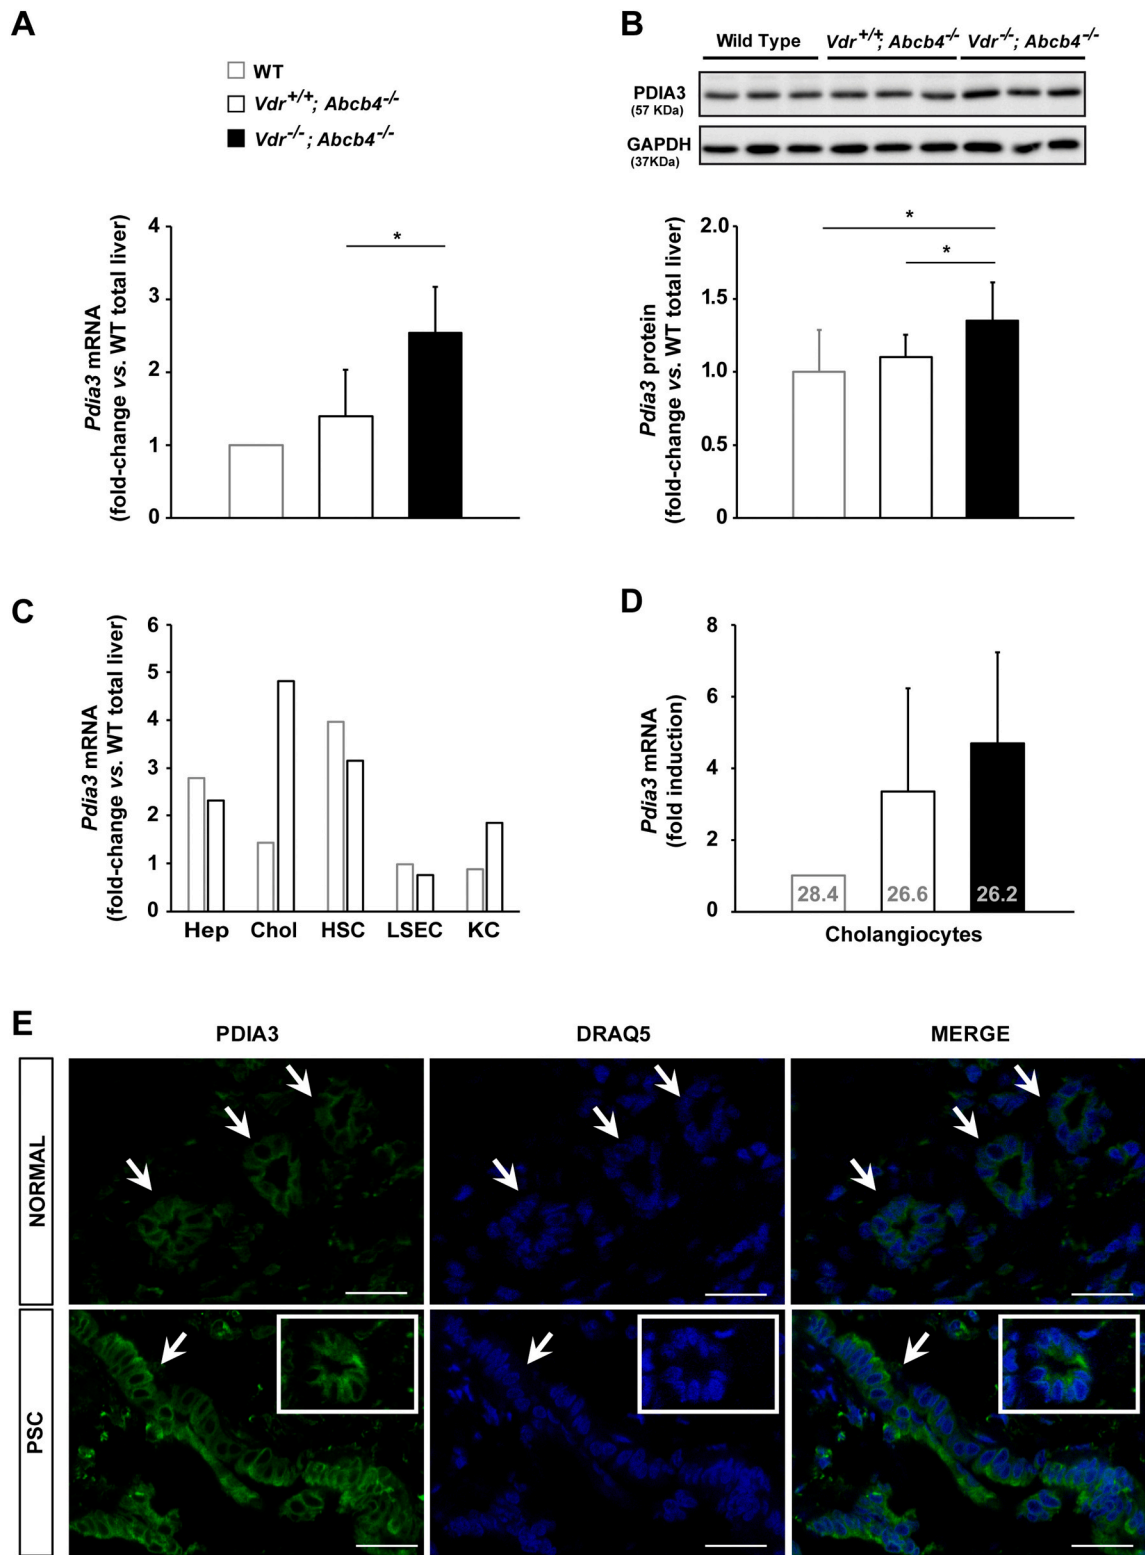 A
WT
Vdr+/+; Abcb4-/-
Vdr-/-; Abcb4-/-
Pdia3 mRNA
(fold-change vs. WT total liver)
4
3
2
1
0
*
B
Wild Type Vdr+/+; Abcb4-/- Vdr-/-; Abcb4-/-
PDIA3
(57 KDa)
GAPDH
(37KDa)
Pdia3 protein
(fold-change vs. WT total liver)
2.0
1.5
1.0
0.5
0
*
*
C
Pdia3 mRNA
(fold-change vs. WT total liver)
6
5
4
3
2
1
0
Hep Chol HSC LSEC KC
D
Pdia3 mRNA
(fold induction)
8
6
4
2
0
28.4 26.6 26.2
Cholangiocytes
E
PDIA3 DRAQ5 MERGE
NORMAL
PSC